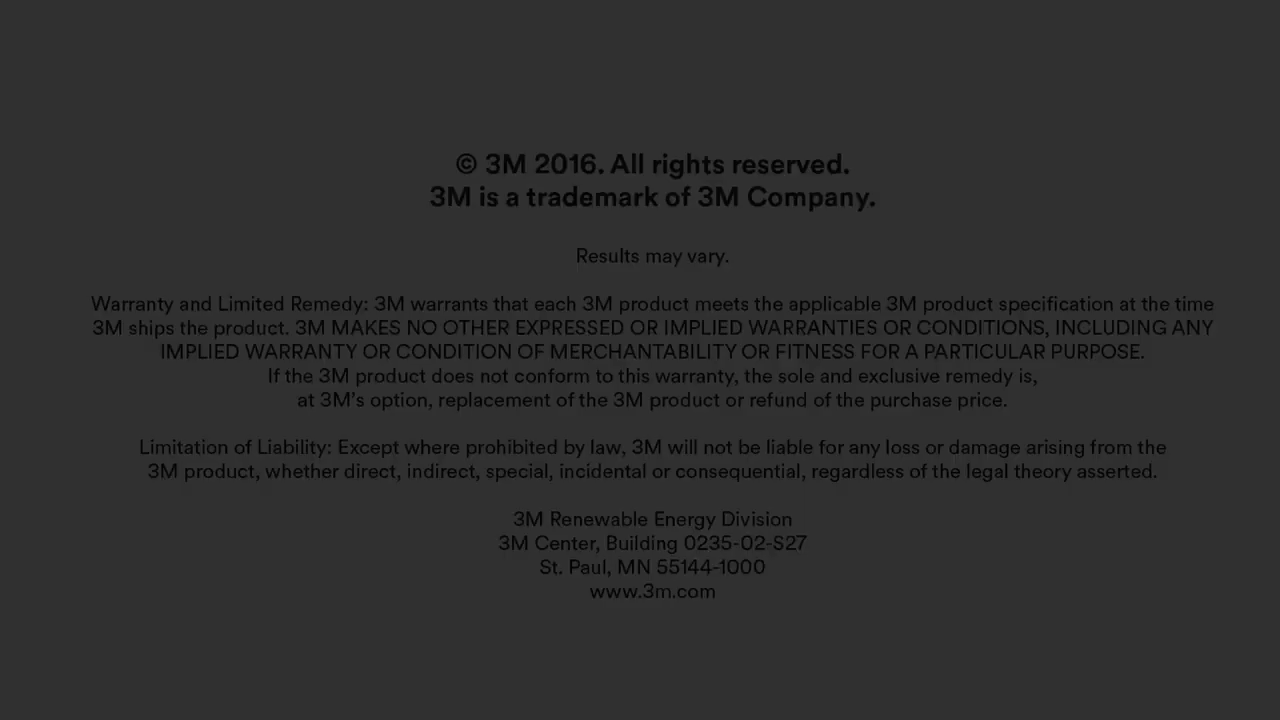 © 3M 2016. All rights reserved.
3M is a trademark of 3M Company.
Results may vary.
Warranty and Limited Remedy: 3M warrants that each 3M product meets the applicable 3M product specification at the time
3M ships the product. 3M MAKES NO OTHER EXPRESSED OR IMPLIED WARRANTIES OR CONDITIONS, INCLUDING ANY
IMPLIED WARRANTY OR CONDITION OF MERCHANTABILITY OR FITNESS FOR A PARTICULAR PURPOSE.
If the 3M product does not conform to this warranty, the sole and exclusive remedy is,
at 3M's option, replacement of the 3M product or refund of the purchase price.
Limitation of Liability: Except where prohibited by law, 3M will not be liable for any loss or damage arising from the
3M product, whether direct, indirect, special, incidental or consequential, regardless of the legal theory asserted.
3M Renewable Energy Division
3M Center, Building 0235-02-S27
St. Paul, MN 55144-1000
www.3m.com